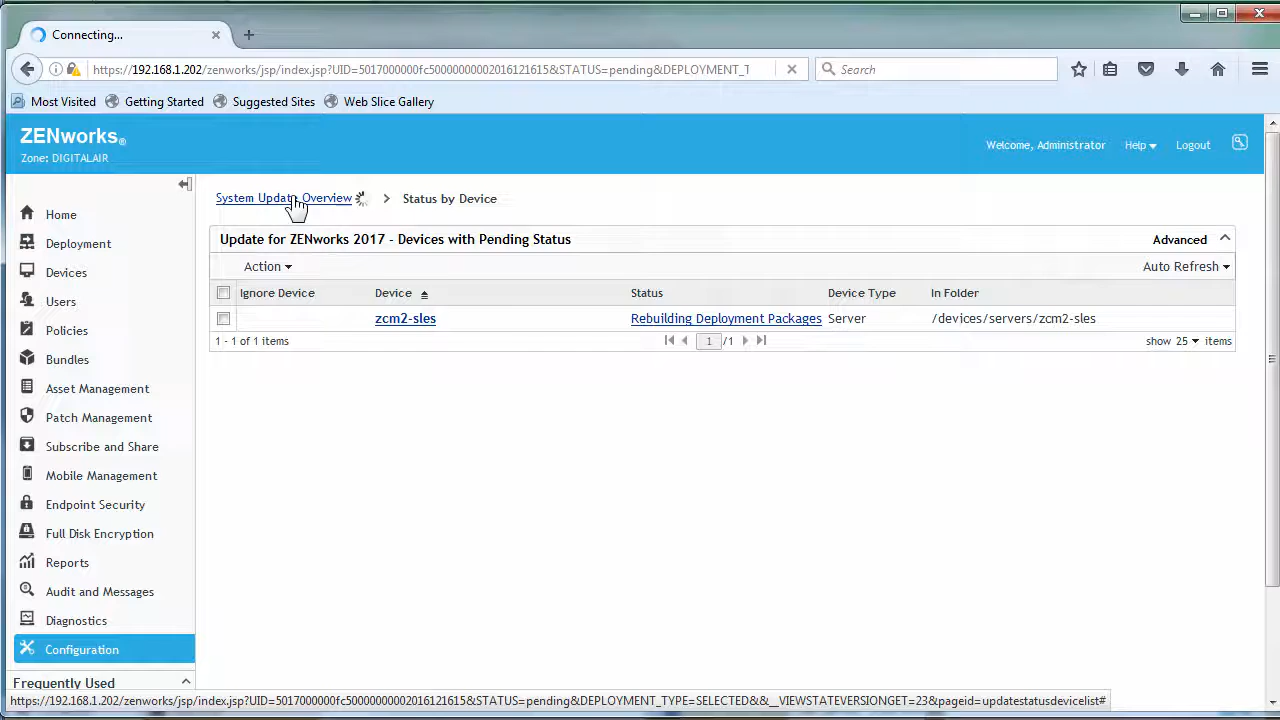 Connecting...
https://192.168.1.202/zenworks/jsp/index.jsp?UID=5017000000fc50000000002016121615&STATUS=pending&DEPLOYMENT_T
Search
Most Visited
Getting Started
Suggested Sites
Web Slice Gallery
ZENworks®
Zone: DIGITALAIR
Welcome, Administrator
Help
Logout
System Update Overview
Status by Device
Home
Deployment
Devices
Users
Policies
Bundles
Asset Management
Patch Management
Subscribe and Share
Mobile Management
Endpoint Security
Full Disk Encryption
Reports
Audit and Messages
Diagnostics
Configuration
Frequently Used
Update for ZENworks 2017 - Devices with Pending Status
Advanced
Action
Auto Refresh
Ignore Device Device Status Device Type In Folder
zcm2-sles Rebuilding Deployment Packages Server /devices/servers/zcm2-sles
1 - 1 of 1 items
1 /1
show 25 items
https://192.168.1.202/zenworks/jsp/index.jsp?UID=5017000000fc50000000002016121615&STATUS=pending&DEPLOYMENT_TYPE=SELECTED&&__VIEWSTATEVERSIONGET=23&pageid=updatestatusdevicelist#